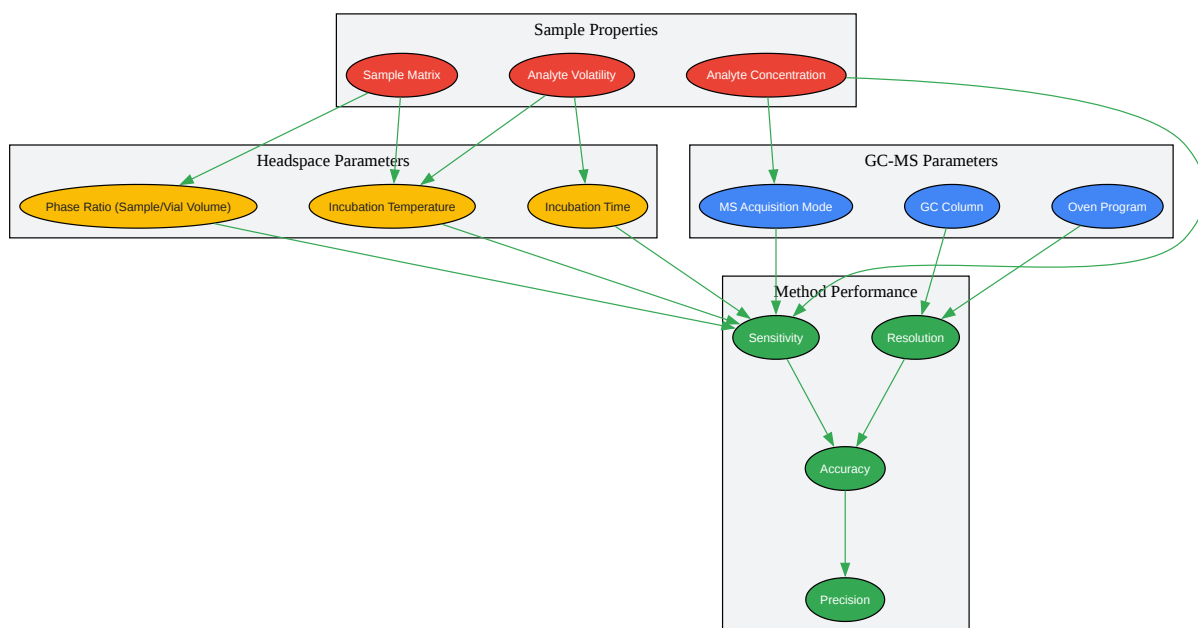 Sample Properties
Sample Matrix
Analyte Volatility
Analyte Concentration
Headspace Parameters
GC-MS Parameters
Phase Ratio (Sample/Vial Volume)
Incubation Temperature
Incubation Time
MS Acquisition Mode
GC Column
Oven Program
Method Performance
Sensitivity
Resolution
Accuracy
Precision